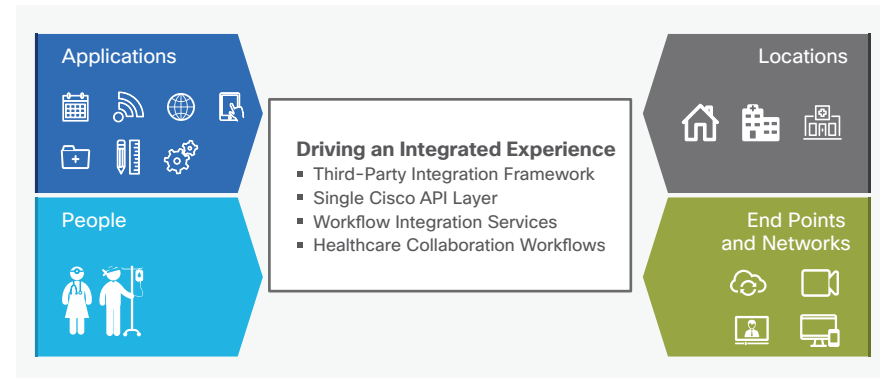 Applications
People
Driving an Integrated Experience
▪ Third-Party Integration Framework
▪ Single Cisco API Layer
▪ Workflow Integration Services
▪ Healthcare Collaboration Workflows
Locations
End Points
and Networks